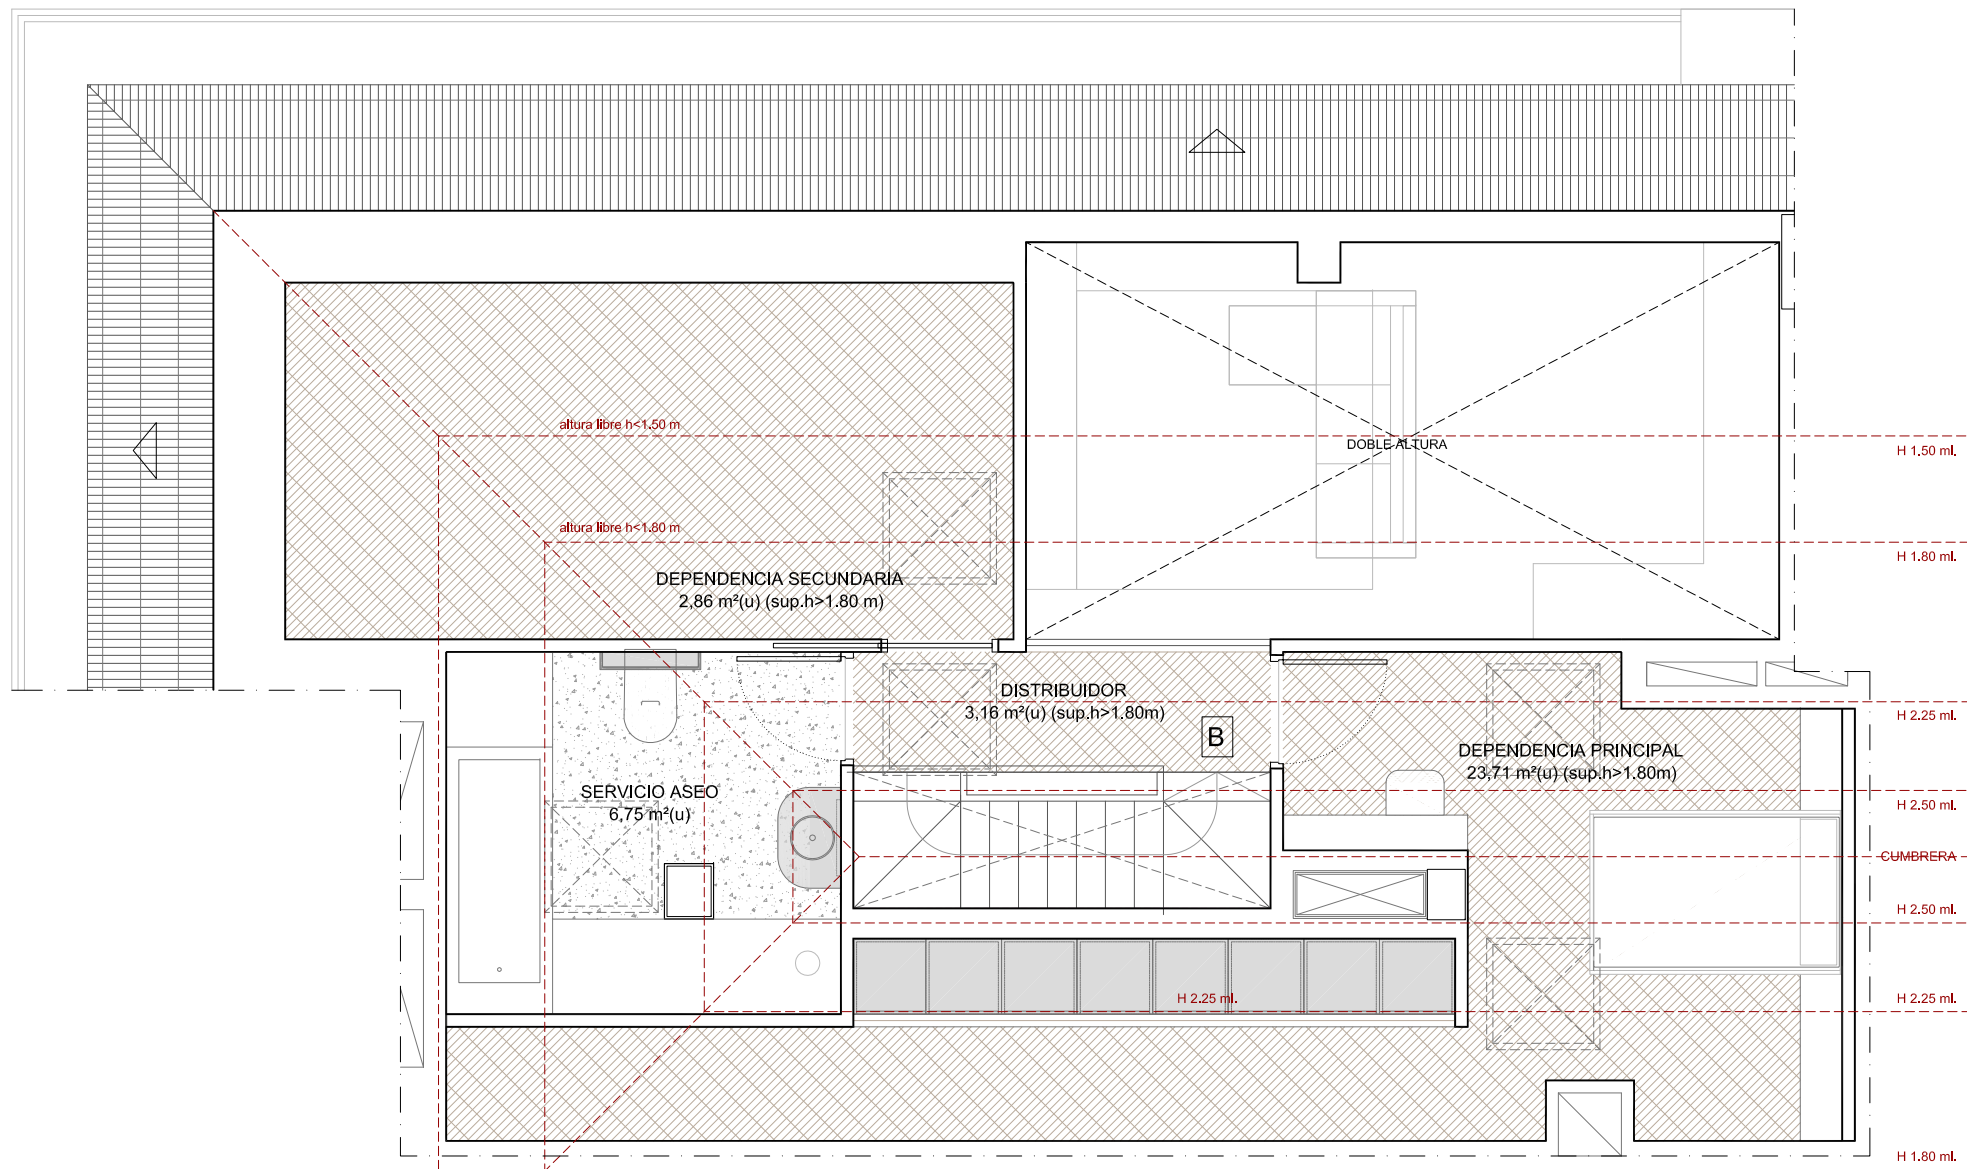 altura libre h<1.50 m
DOBLE ALTURA
H 1.50 ml.
altura libre h<1.80 m
H 1.80 ml.
DEPENDENCIA SECUNDARIA
2,86 m²(u) (sup.h>1.80 m)
DISTRIBUIDOR
3,16 m²(u) (sup.h>1.80m)
B
H 2.25 ml.
DEPENDENCIA PRINCIPAL
23,71 m²(u) (sup.h>1.80m)
SERVICIO ASEO
6,75 m²(u)
H 2.50 ml.
CUMBRERA
H 2.50 ml.
H 2.25 ml.
H 2.25 ml.
H 1.80 ml.